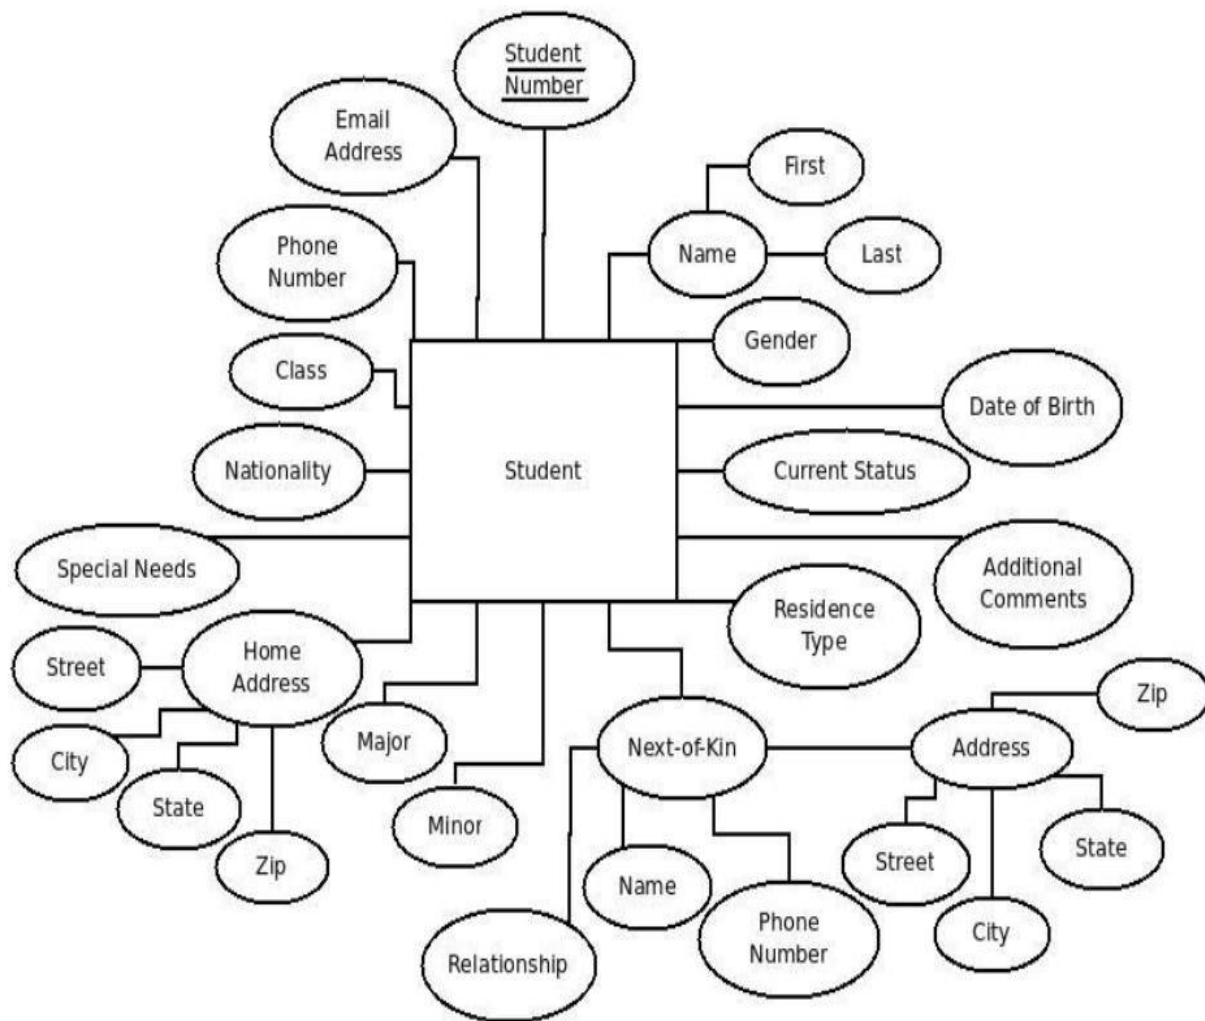 Student
Number
Email
Address
First
Phone
Number
Name
Last
Gender
Class
Date of Birth
Nationality
Student
Current Status
Special Needs
Additional
Comments
Residence
Type
Home
Address
Street
Zip
Major
Next-of-Kin
Address
City
State
Minor
Street
State
Zip
Name
Phone
Number
City
Relationship